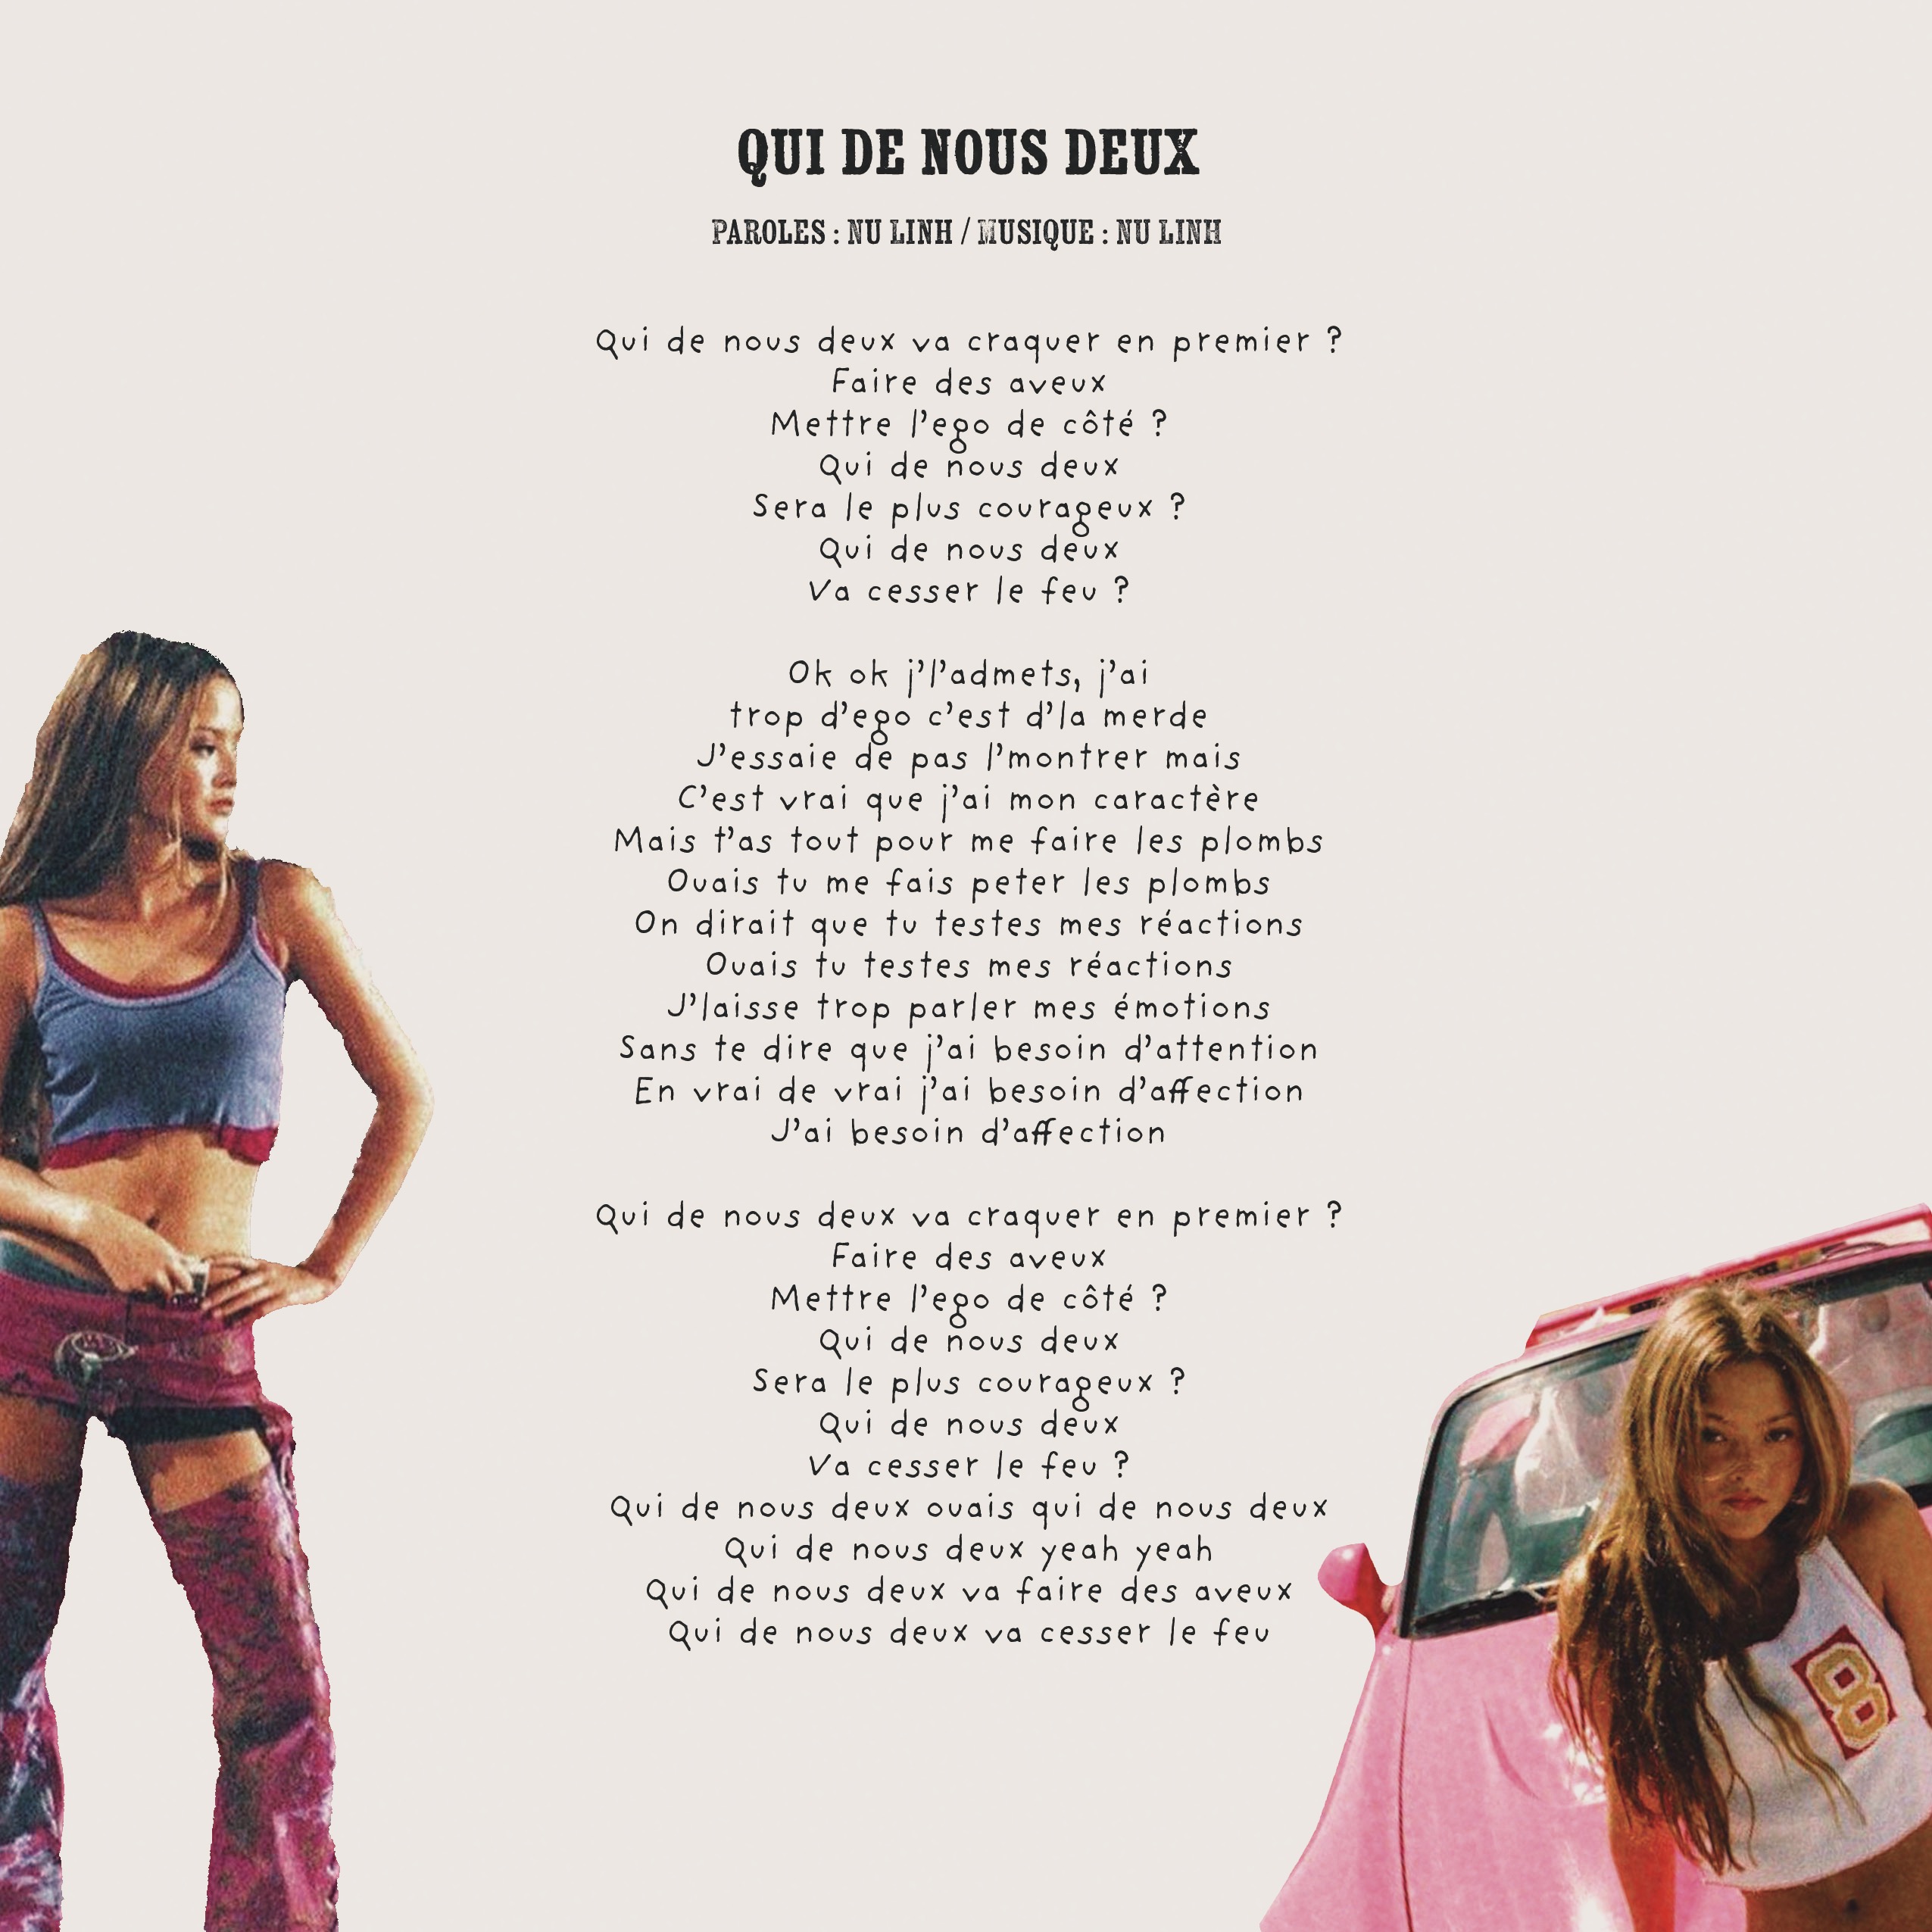 QUI DE NOUS DEUX
PAROLES : NU LINH / MUSIQUE : NU LINH
Qui de nous deux va craquer en premier ?
Faire des aveux
Mettre l'ego de côté ?
Qui de nous deux
Sera le plus courageux ?
Qui de nous deux
Va cesser le feu ?
Ok ok j'l'admets, j'ai
trop d'ego c'est d'la merde
J'essaie de pas l'montrer mais
C'est vrai que j'ai mon caractère
Mais t'as tout pour me faire les plombs
Ouais tu me fais peter les plombs
On dirait que tu testes mes réactions
Ouais tu testes mes réactions
J'laisse trop parler mes émotions
Sans te dire que j'ai besoin d'attention
En vrai de vrai j'ai besoin d'affection
J'ai besoin d'affection
Qui de nous deux va craquer en premier ?
Faire des aveux
Mettre l'ego de côté ?
Qui de nous deux
Sera le plus courageux ?
Qui de nous deux
Va cesser le feu ?
Qui de nous deux ouais qui de nous deux
Qui de nous deux yeah yeah
Qui de nous deux va faire des aveux
Qui de nous deux va cesser le feu
8